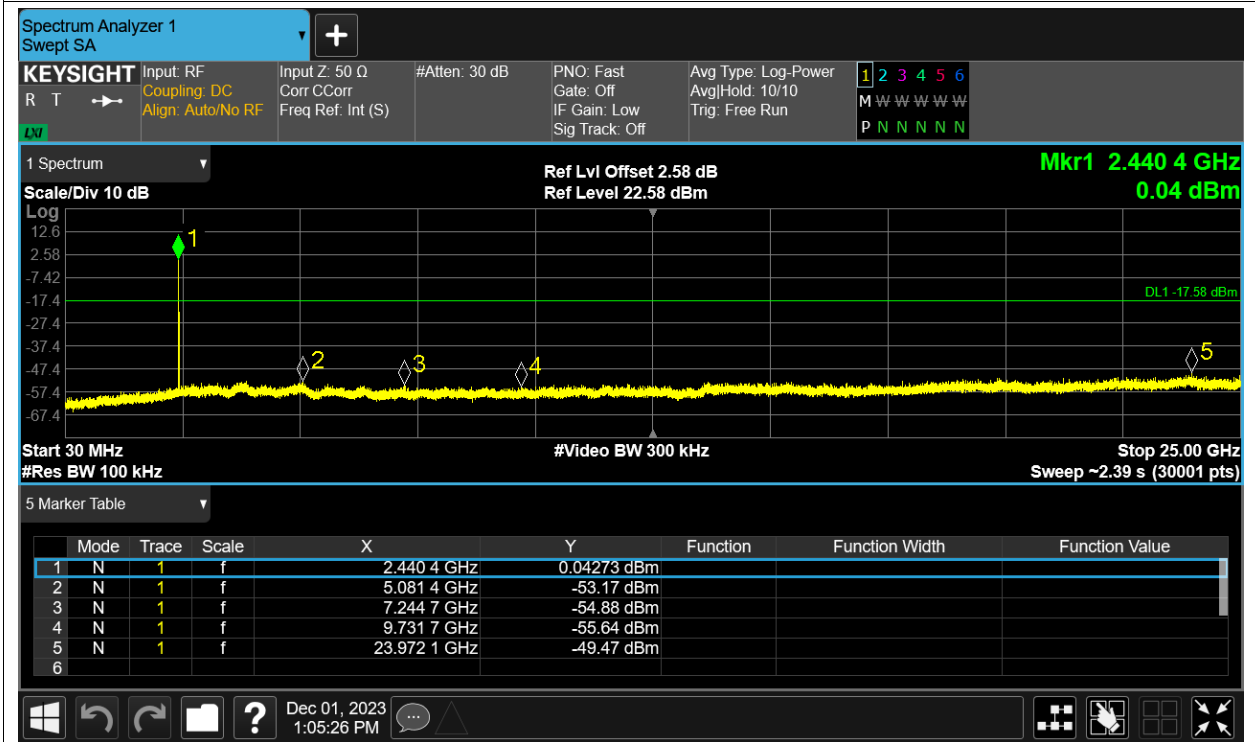 Spectrum Analyzer 1
Swept SA
KEYSIGHT
R T
LXI
Input: RF
Coupling: DC
Align: Auto/No RF
Input Z: 50 Ω
Corr CCorr
Freq Ref: Int (S)
#Atten: 30 dB
PNO: Fast
Gate: Off
IF Gain: Low
Sig Track: Off
Avg Type: Log-Power
Avg|Hold: 10/10
Trig: Free Run
1 2 3 4 5 6
M W W W W W
P N N N N N
1 Spectrum
Scale/Div 10 dB
Ref Lvl Offset 2.58 dB
Ref Level 22.58 dBm
Mkr1 2.440 4 GHz
0.04 dBm
Log
12.6
2.58
-7.42
-17.4
-27.4
-37.4
-47.4
-57.4
-67.4
1
2
3
4
5
DL1 -17.58 dBm
Start 30 MHz
#Res BW 100 kHz
#Video BW 300 kHz
Stop 25.00 GHz
Sweep ~2.39 s (30001 pts)
5 Marker Table
Mode Trace Scale X Y Function Function Width Function Value
1 N 1 f 2.440 4 GHz 0.04273 dBm
2 N 1 f 5.081 4 GHz -53.17 dBm
3 N 1 f 7.244 7 GHz -54.88 dBm
4 N 1 f 9.731 7 GHz -55.64 dBm
5 N 1 f 23.972 1 GHz -49.47 dBm
6
?
Dec 01, 2023
1:05:26 PM